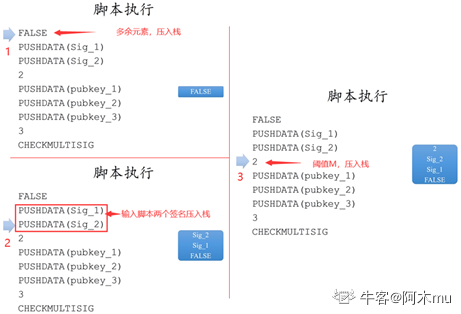 脚本执行
FALSE
多余元素，压入栈
1
PUSHDATA(Sig_1)
PUSHDATA(Sig_2)
2
PUSHDATA(pubkey_1)
PUSHDATA(pubkey_2)
PUSHDATA(pubkey_3)
3
CHECKMULTISIG
FALSE
脚本执行
FALSE
PUSHDATA(Sig_1)
PUSHDATA(Sig_2)
输入脚本两个签名压入栈
2
2
PUSHDATA(pubkey_1)
PUSHDATA(pubkey_2)
PUSHDATA(pubkey_3)
3
CHECKMULTISIG
Sig_2
Sig_1
FALSE
脚本执行
FALSE
PUSHDATA(Sig_1)
PUSHDATA(Sig_2)
2
阈值M，压入栈
3
PUSHDATA(pubkey_1)
PUSHDATA(pubkey_2)
PUSHDATA(pubkey_3)
3
CHECKMULTISIG
2
Sig_2
Sig_1
FALSE
牛客@阿木mu